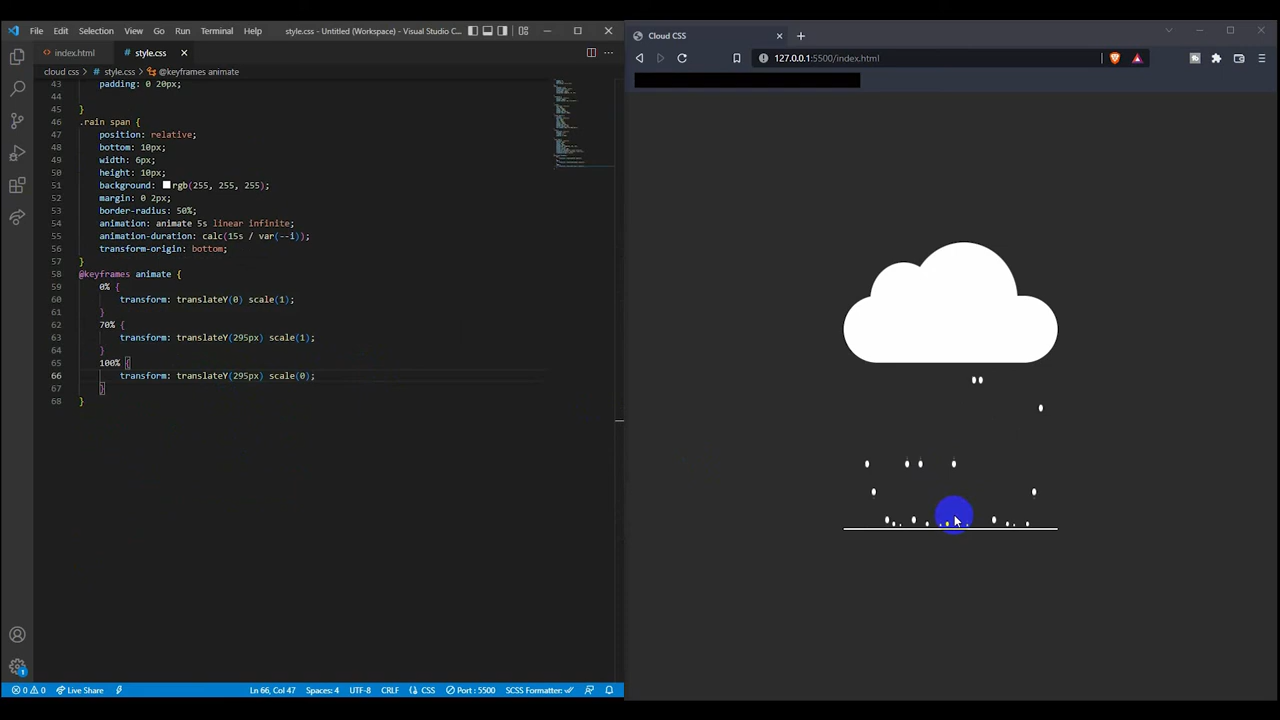 File Edit Selection View Go Run Terminal Help style.css - Untitled (Workspace) - Visual Studio Code
index.html style.css
cloud css > style.css > @keyframes animate
43 padding: 0 20px;
44
45 }
46 .rain span {
47 position: relative;
48 bottom: 10px;
49 width: 6px;
50 height: 10px;
51 background: rgb(255, 255, 255);
52 margin: 0 2px;
53 border-radius: 50%;
54 animation: animate 5s linear infinite;
55 animation-duration: calc(15s / var(--i));
56 transform-origin: bottom;
57 }
58 @keyframes animate {
59 0% {
60 transform: translateY(0) scale(1);
61 }
62 70% {
63 transform: translateY(295px) scale(1);
64 }
65 100% {
66 transform: translateY(295px) scale(0);
67 }
68 }
0 0 Live Share Ln 66, Col 47 Spaces: 4 UTF-8 CRLF CSS Port : 5500 SCSS Formatter:
1
Cloud CSS
127.0.0.1:5500/index.html